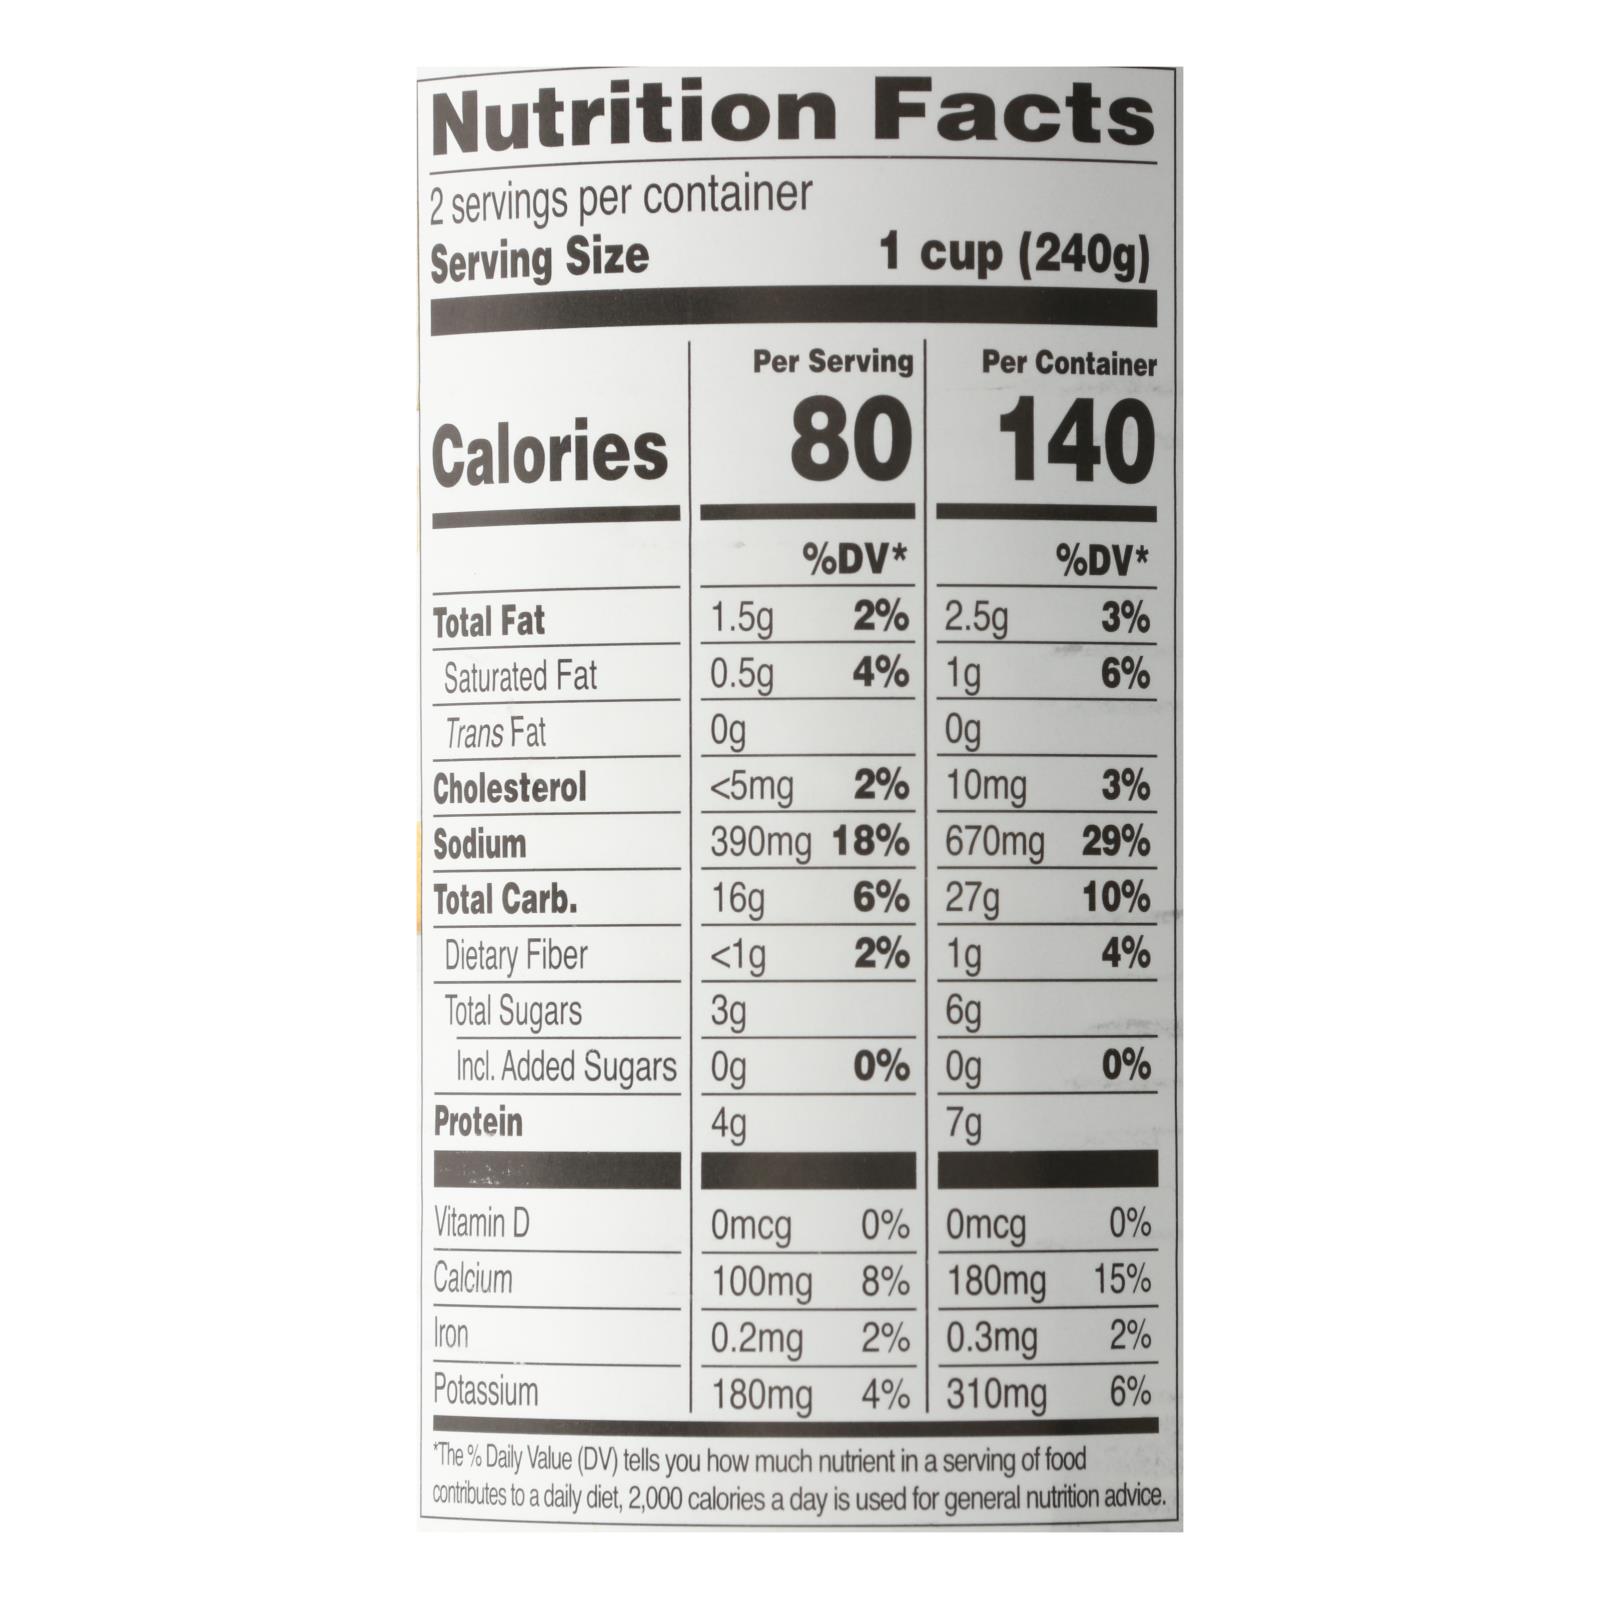 Nutrition Facts
2 servings per container
Serving Size 1 cup (240g)
Per Serving Per Container
Calories 80 140
%DV* %DV*
Total Fat 1.5g 2% 2.5g 3%
Saturated Fat 0.5g 4% 1g 6%
Trans Fat 0g 0g
Cholesterol <5mg 2% 10mg 3%
Sodium 390mg 18% 670mg 29%
Total Carb. 16g 6% 27g 10%
Dietary Fiber <1g 2% 1g 4%
Total Sugars 3g 6g
Incl. Added Sugars 0g 0% 0g 0%
Protein 4g 7g
Vitamin D 0mcg 0% 0mcg 0%
Calcium 100mg 8% 180mg 15%
Iron 0.2mg 2% 0.3mg 2%
Potassium 180mg 4% 310mg 6%
*The % Daily Value (DV) tells you how much nutrient in a serving of food
contributes to a daily diet, 2,000 calories a day is used for general nutrition advice.